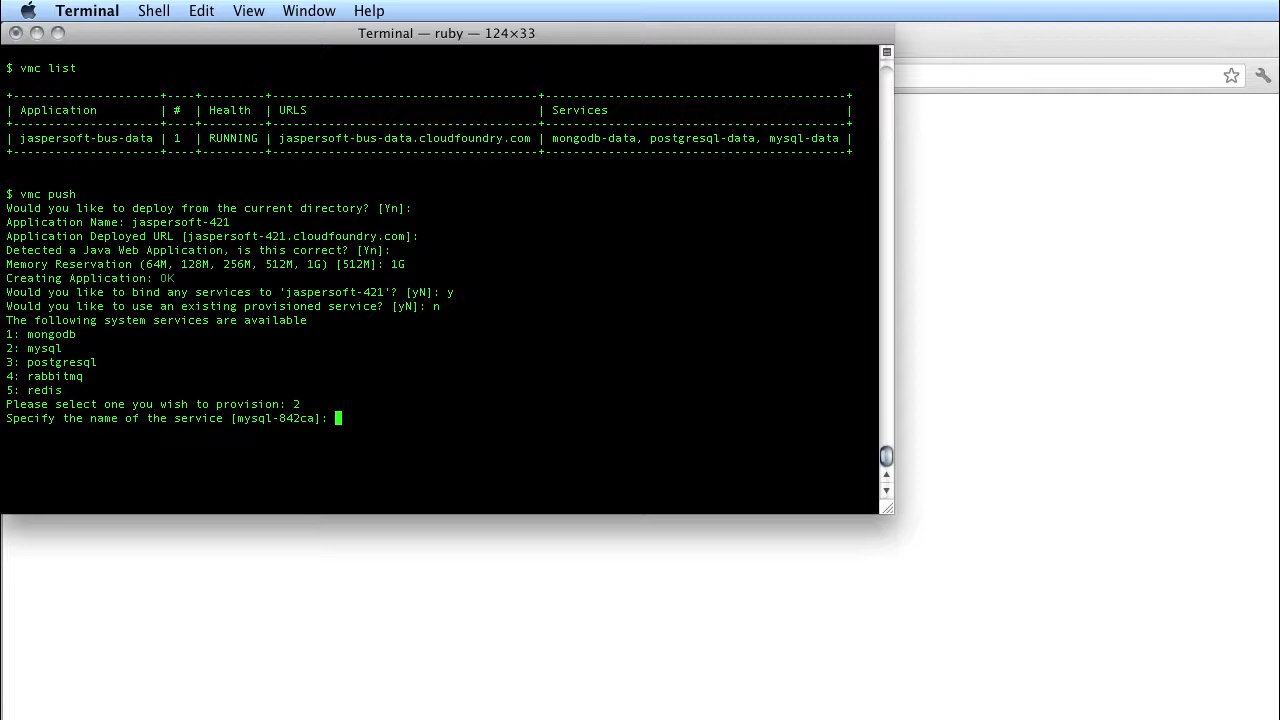 Terminal Shell Edit View Window Help
Terminal — ruby — 124×33
$ vmc list
+---------------------+----+---------+---------------------------------------+--------------------------------------------+
| Application | # | Health | URLS | Services |
+---------------------+----+---------+---------------------------------------+--------------------------------------------+
| jaspersoft-bus-data | 1 | RUNNING | jaspersoft-bus-data.cloudfoundry.com | mongodb-data, postgresql-data, mysql-data |
+---------------------+----+---------+---------------------------------------+--------------------------------------------+
$ vmc push
Would you like to deploy from the current directory? [Yn]:
Application Name: jaspersoft-421
Application Deployed URL [jaspersoft-421.cloudfoundry.com]:
Detected a Java Web Application, is this correct? [Yn]:
Memory Reservation (64M, 128M, 256M, 512M, 1G) [512M]: 1G
Creating Application: OK
Would you like to bind any services to 'jaspersoft-421'? [yN]: y
Would you like to use an existing provisioned service? [yN]: n
The following system services are available
1: mongodb
2: mysql
3: postgresql
4: rabbitmq
5: redis
Please select one you wish to provision: 2
Specify the name of the service [mysql-842ca]: